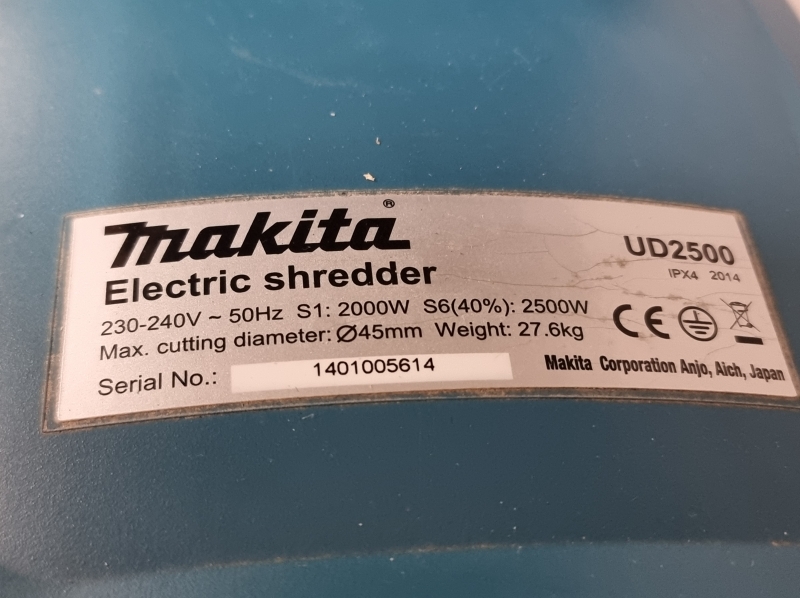 makita®
Electric shredder
UD2500
IPX4 2014
230-240V ~ 50Hz S1: 2000W S6(40%): 2500W
Max. cutting diameter: Ø45mm Weight: 27.6kg
CE
Serial No.: 1401005614
Makita Corporation Anjo, Aich, Japan